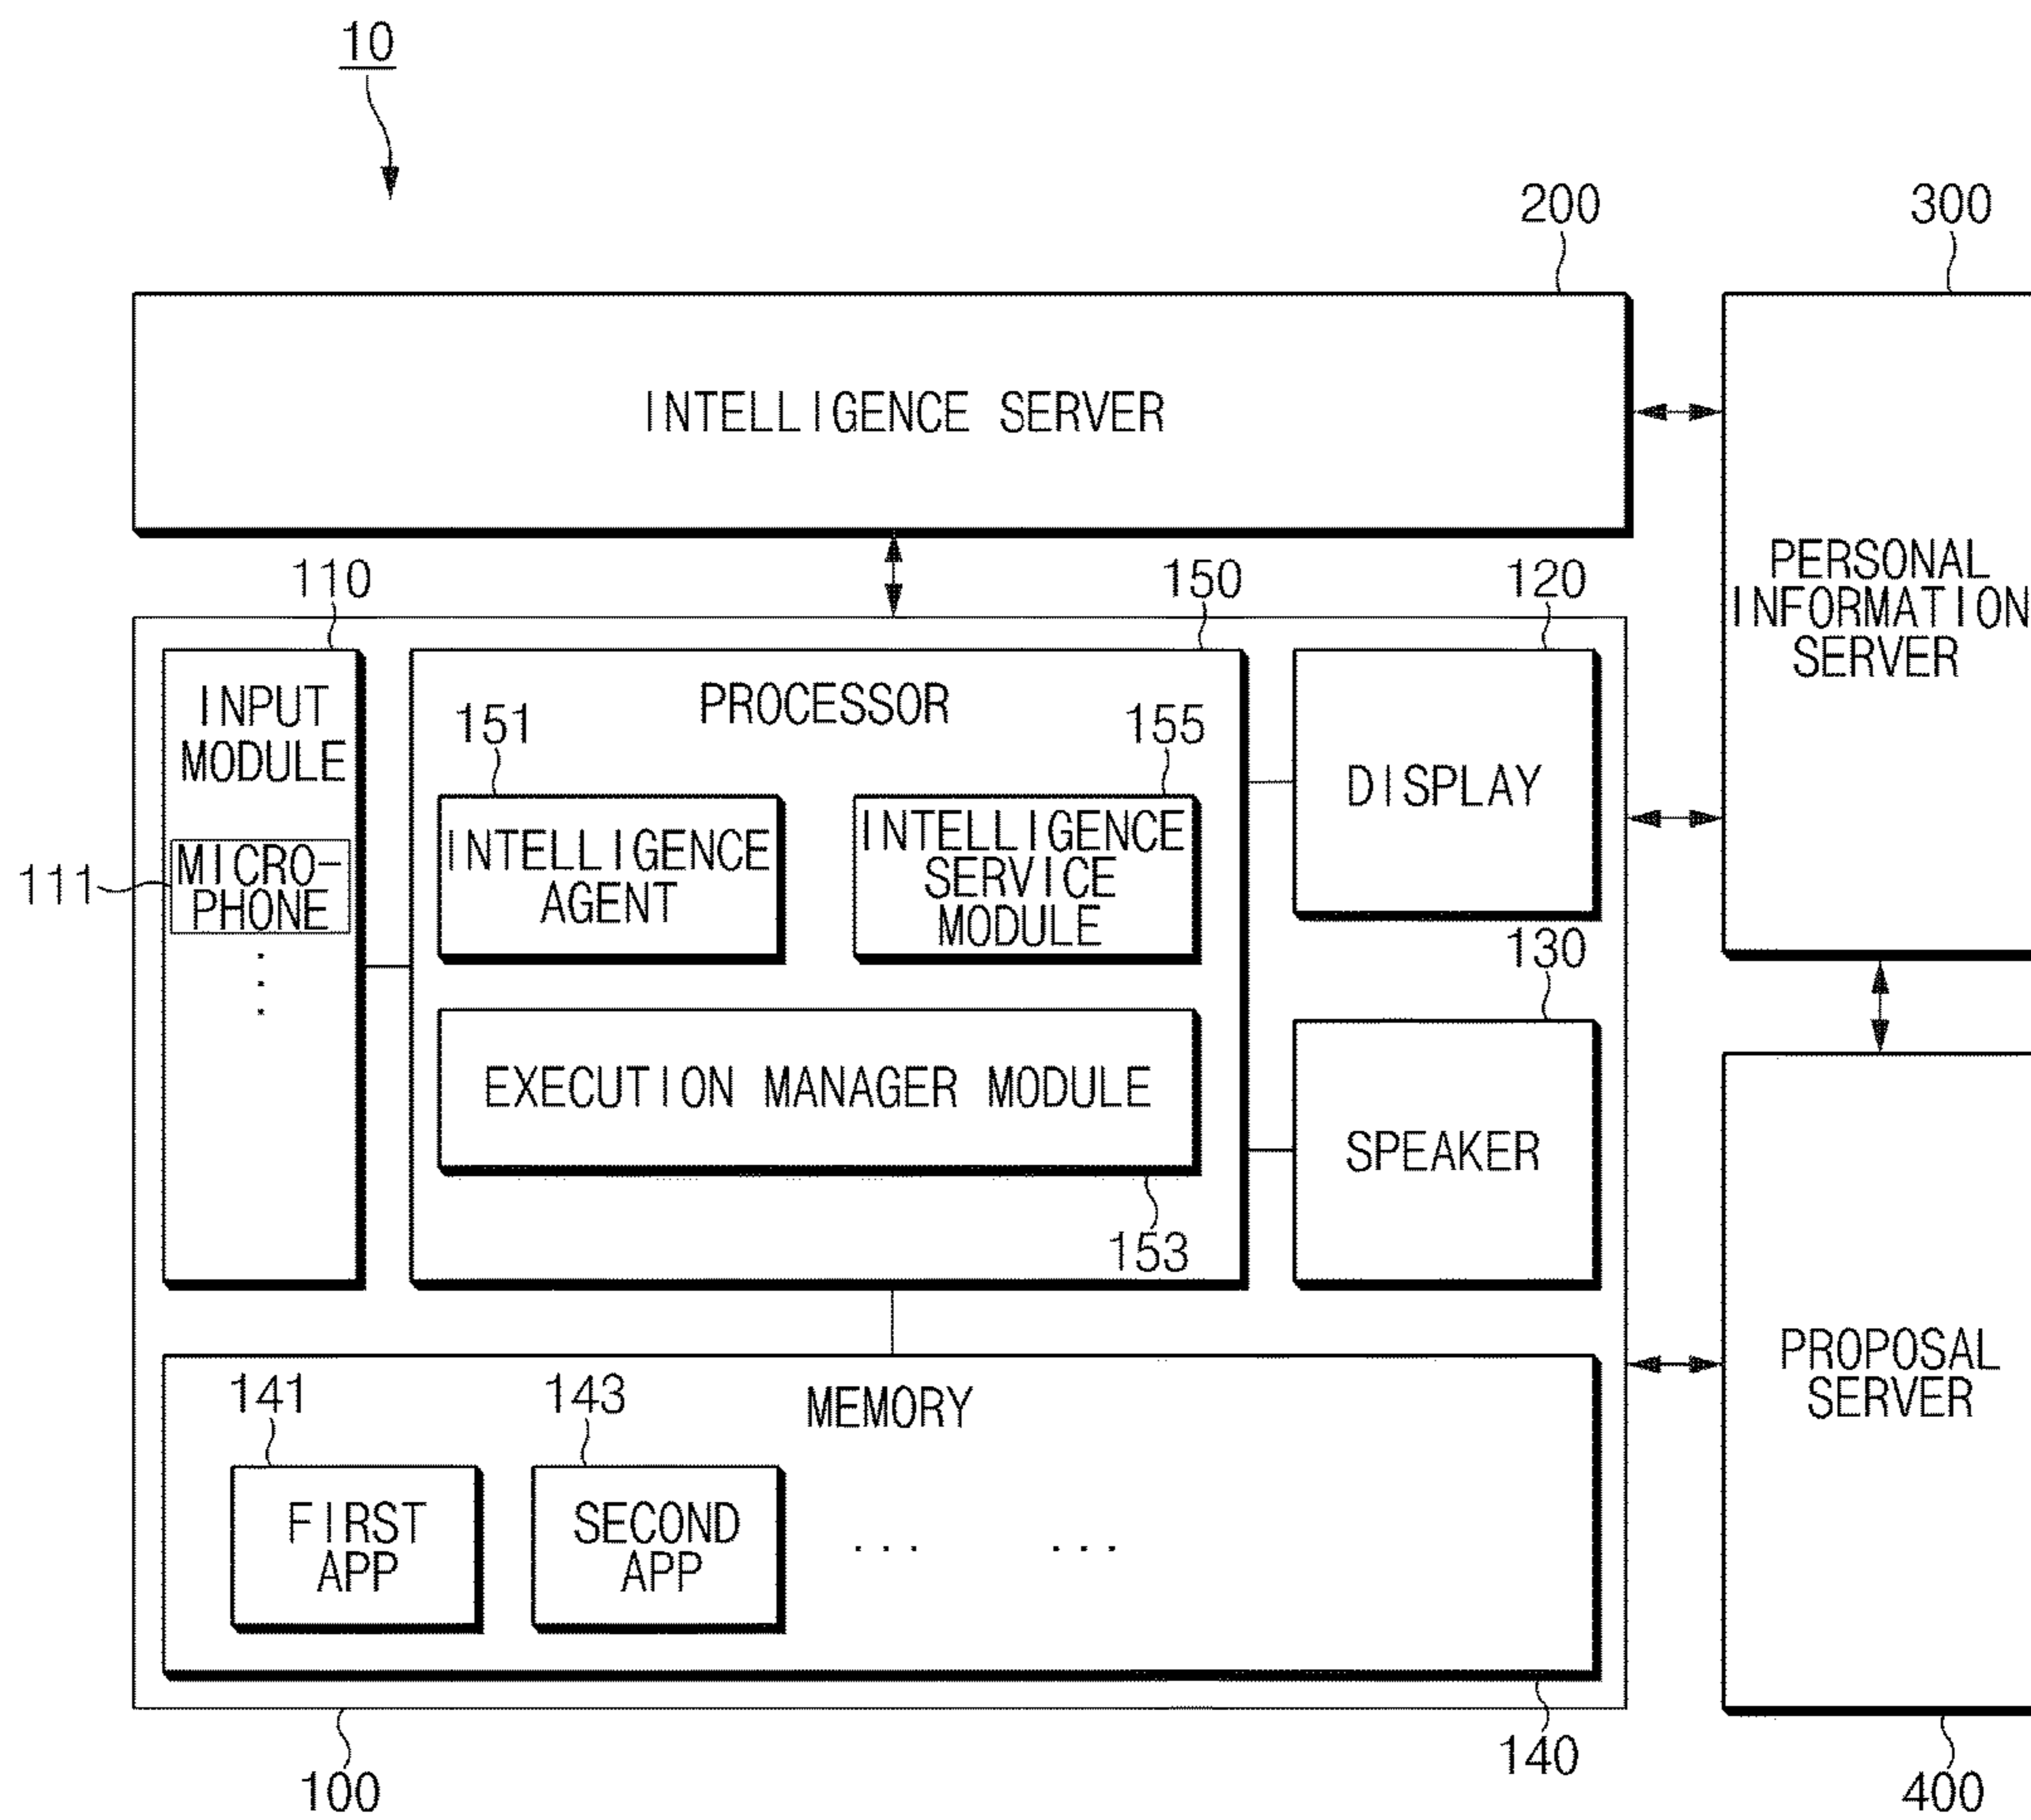 10
200
300
INTELLIGENCE SERVER
PERSONAL
INFORMATION
SERVER
110
150
120
INPUT
MODULE
111
MICRO-
PHONE
PROCESSOR
151
155
INTELLIGENCE
AGENT
INTELLIGENCE
SERVICE
MODULE
EXECUTION MANAGER MODULE
153
DISPLAY
130
SPEAKER
PROPOSAL
SERVER
141
143
MEMORY
FIRST
APP
SECOND
APP
... ...
100
140
400